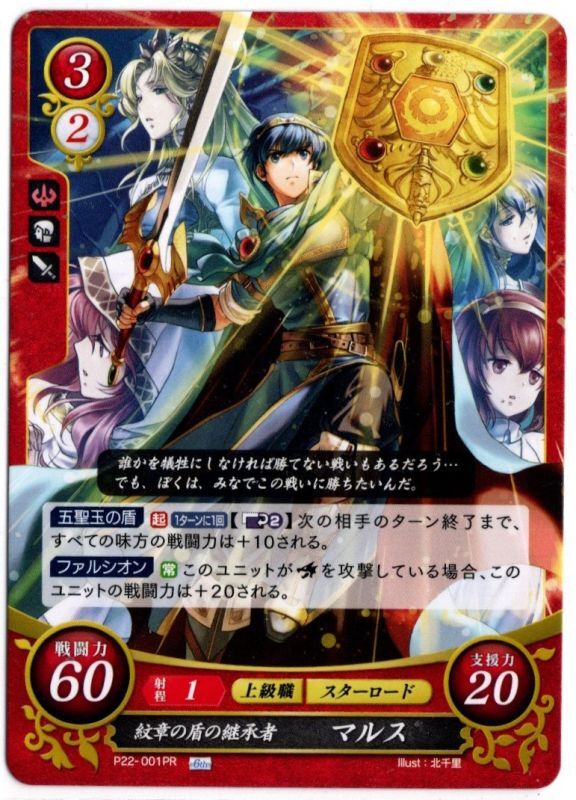 3
2
誰かを犠牲にしなければ勝てない戦いもあるだろう…
でも、ぼくは、みなでこの戦いに勝ちたいんだ。
五聖玉の盾 起 1ターンに1回 【2】次の相手のターン終了まで、
すべての味方の戦闘力は+10される。
ファルシオン 常 このユニットが を攻撃している場合、この
ユニットの戦闘力は+20される。
戦闘力
60
射程 1 上級職 スターロード
支援力
20
紋章の盾の継承者 マルス
P22-001PR 6th Illust:北千里